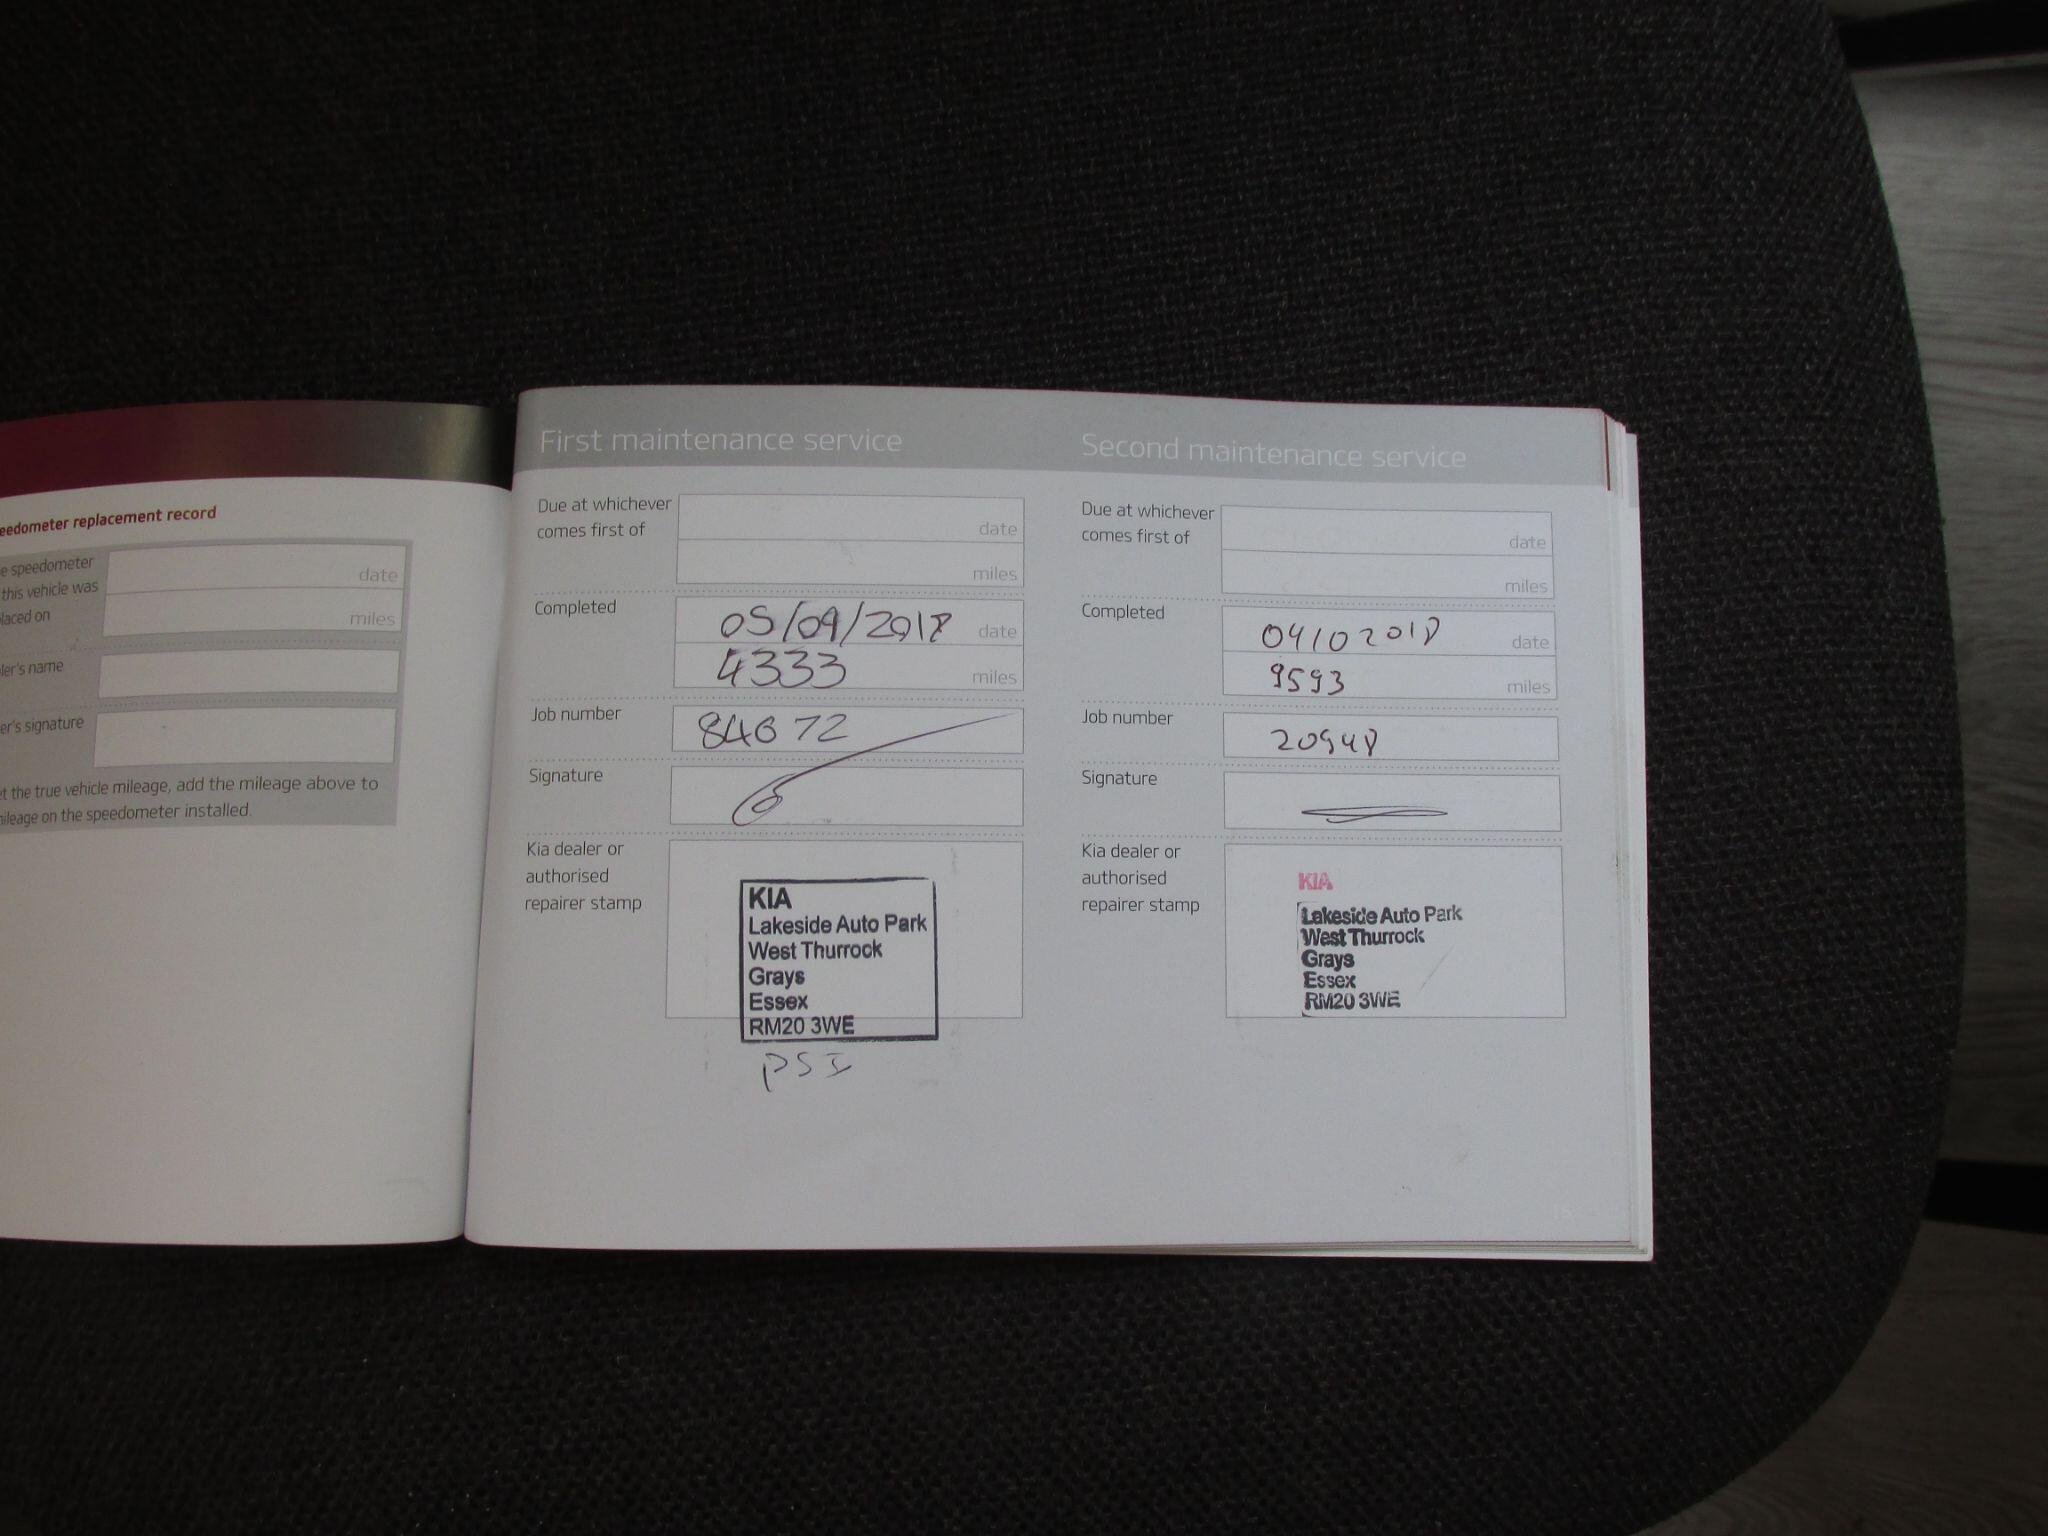 eedometer replacement record
e speedometer
this vehicle was
laced on
date
miles
ler's name
er's signature
et the true vehicle mileage, add the mileage above to
nileage on the speedometer installed.
First maintenance service
Due at whichever
comes first of
date
miles
Completed
05/09/2018 date
4333 miles
Job number
84672
Signature
Kia dealer or
authorised
repairer stamp
KIA
Lakeside Auto Park
West Thurrock
Grays
Essex
RM20 3WE
PSI
Second maintenance service
Due at whichever
comes first of
date
miles
Completed
04102018 date
9593 miles
Job number
20948
Signature
Kia dealer or
authorised
repairer stamp
KIA
Lakeside Auto Park
West Thurrock
Grays
Essex
RM20 3WE